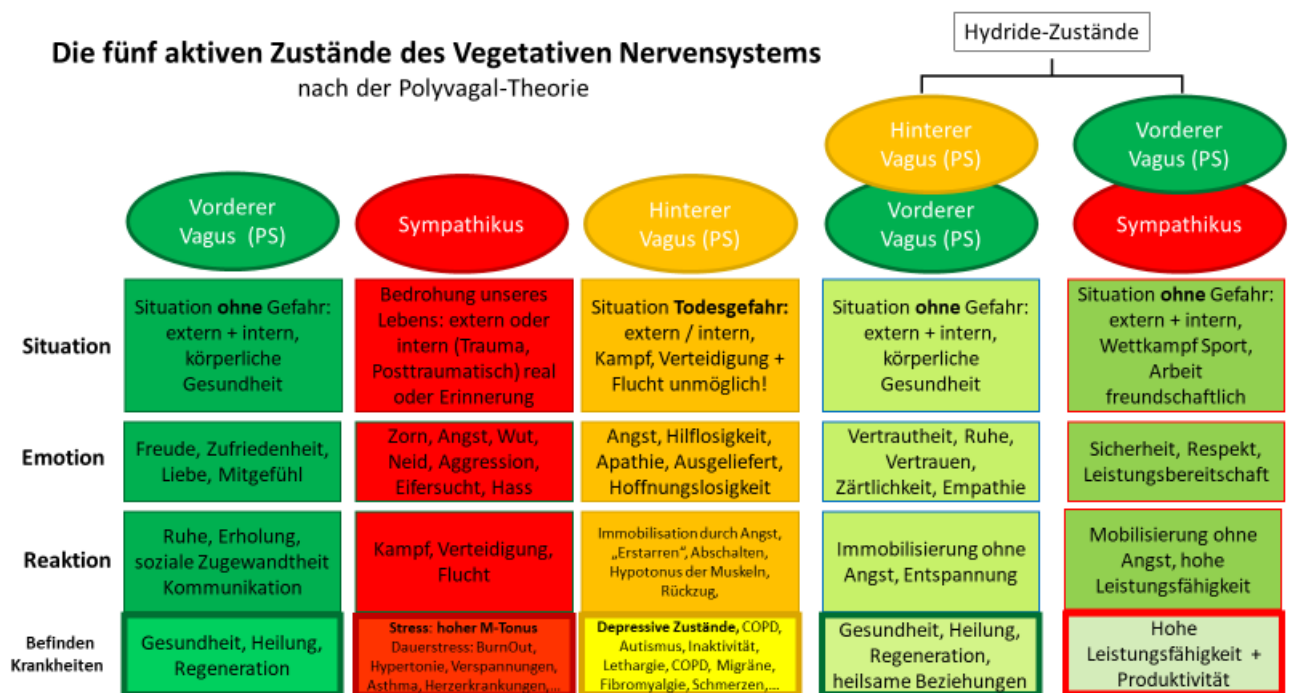 Die fünf aktiven Zustände des Vegetativen Nervensystems
nach der Polyvagal-Theorie
Hydride-Zustände
Vorderer
Vagus (PS)
Sympathikus
Hinterer
Vagus (PS)
Hinterer
Vagus (PS)
Vorderer
Vagus (PS)
Vorderer
Vagus (PS)
Sympathikus
Situation
Situation ohne Gefahr:
extern + intern,
körperliche
Gesundheit
Bedrohung unseres
Lebens: extern oder
intern (Trauma,
Posttraumatisch) real
oder Erinnerung
Situation Todesgefahr:
extern / intern,
Kampf, Verteidigung +
Flucht unmöglich!
Situation ohne Gefahr:
extern + intern,
körperliche
Gesundheit
Situation ohne Gefahr:
extern + intern,
Wettkampf Sport,
Arbeit
freundschaftlich
Emotion
Freude, Zufriedenheit,
Liebe, Mitgefühl
Zorn, Angst, Wut,
Neid, Aggression,
Eifersucht, Hass
Angst, Hilflosigkeit,
Apathie, Ausgeliefert,
Hoffnungslosigkeit
Vertrautheit, Ruhe,
Vertrauen,
Zärtlichkeit, Empathie
Sicherheit, Respekt,
Leistungsbereitschaft
Reaktion
Ruhe, Erholung,
soziale Zugewandtheit
Kommunikation
Kampf, Verteidigung,
Flucht
Immobilisation durch Angst,
„Erstarren“, Abschalten,
Hypotonus der Muskeln,
Rückzug,
Immobilisierung ohne
Angst, Entspannung
Mobilisierung ohne
Angst, hohe
Leistungsfähigkeit
Befinden
Krankheiten
Gesundheit, Heilung,
Regeneration
Stress: hoher M-Tonus
Dauerstress: BurnOut,
Hypertonie, Verspannungen,
Asthma, Herzerkrankungen,...
Depressive Zustände, COPD,
Autismus, Inaktivität,
Lethargie, COPD, Migräne,
Fibromyalgie, Schmerzen,...
Gesundheit, Heilung,
Regeneration,
heilsame Beziehungen
Hohe
Leistungsfähigkeit +
Produktivität